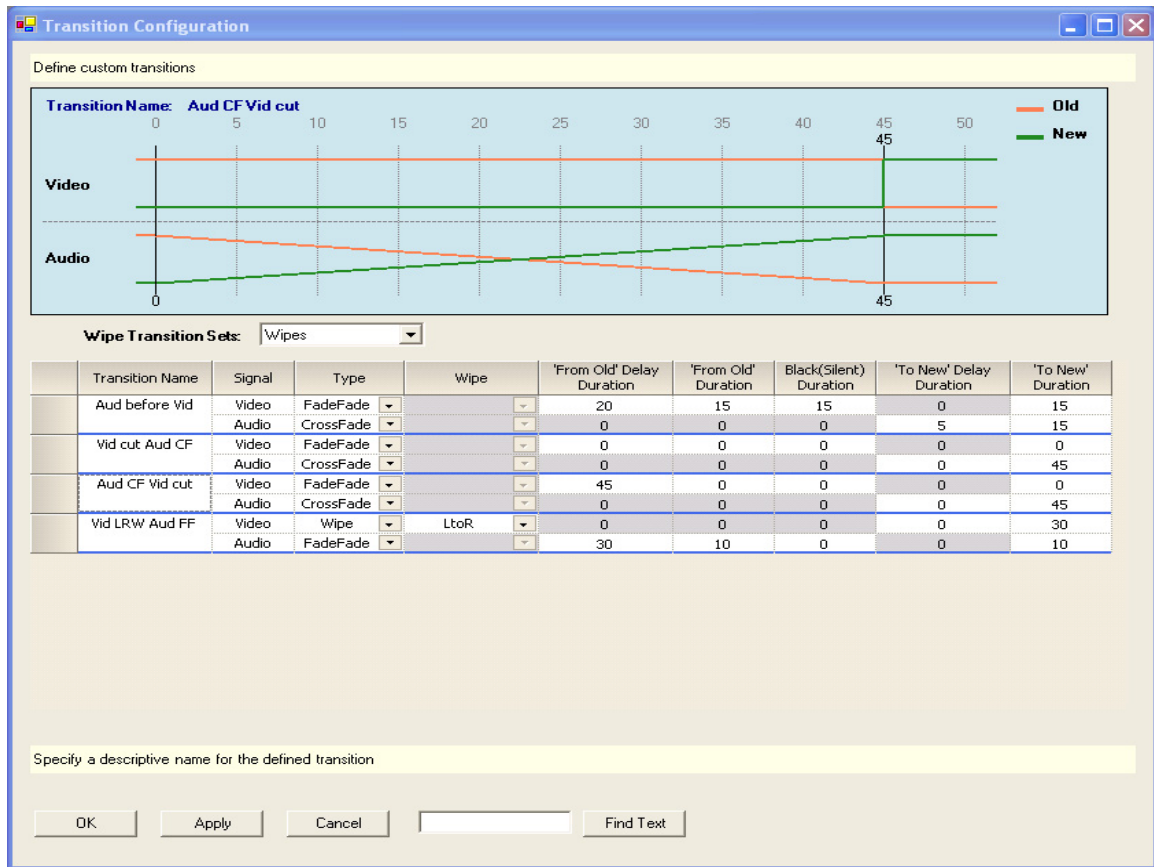 Transition Configuration
Define custom transitions
Transition Name: Aud CF Vid cut
Old
New
0 5 10 15 20 25 30 35 40 45 50
45
Video
Audio
0 45
Wipe Transition Sets: Wipes
Transition Name Signal Type Wipe 'From Old' Delay Duration 'From Old' Duration Black(Silent) Duration 'To New' Delay Duration 'To New' Duration
Aud before Vid Video FadeFade 20 15 15 0 15
Audio CrossFade 0 0 0 5 15
Vid cut Aud CF Video FadeFade 0 0 0 0 0
Audio CrossFade 0 0 0 0 45
Aud CF Vid cut Video FadeFade 45 0 0 0 0
Audio CrossFade 0 0 0 0 45
Vid LRW Aud FF Video Wipe LtoR 0 0 0 0 30
Audio FadeFade 30 10 0 0 10
Specify a descriptive name for the defined transition
OK Apply Cancel Find Text